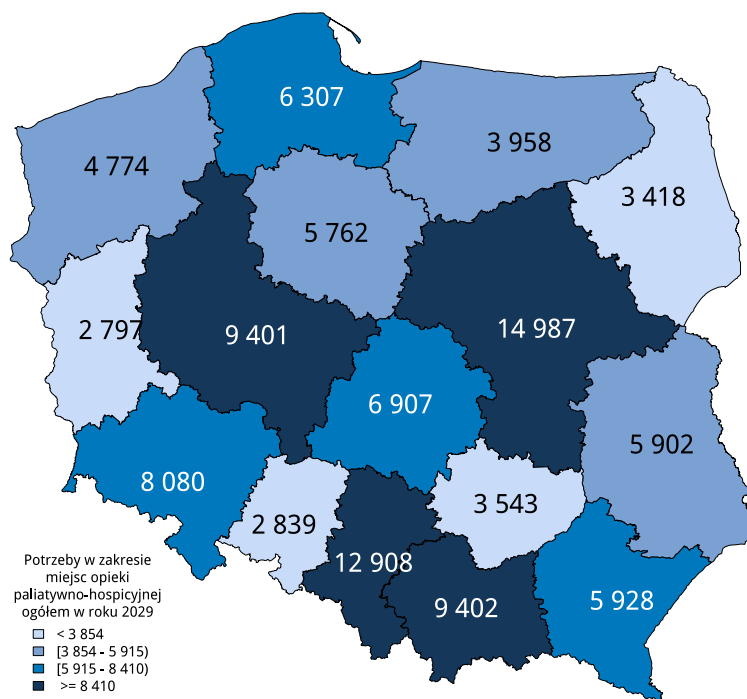 6 307
3 958
4 774
3 418
5 762
2 797
9 401
14 987
6 907
5 902
8 080
3 543
2 839
12 908
9 402
5 928
Potrzeby w zakresie
miejsc opieki
paliatywno-hospicyjnej
ogółem w roku 2029
< 3 854
[3 854 - 5 915)
[5 915 - 8 410)
>= 8 410